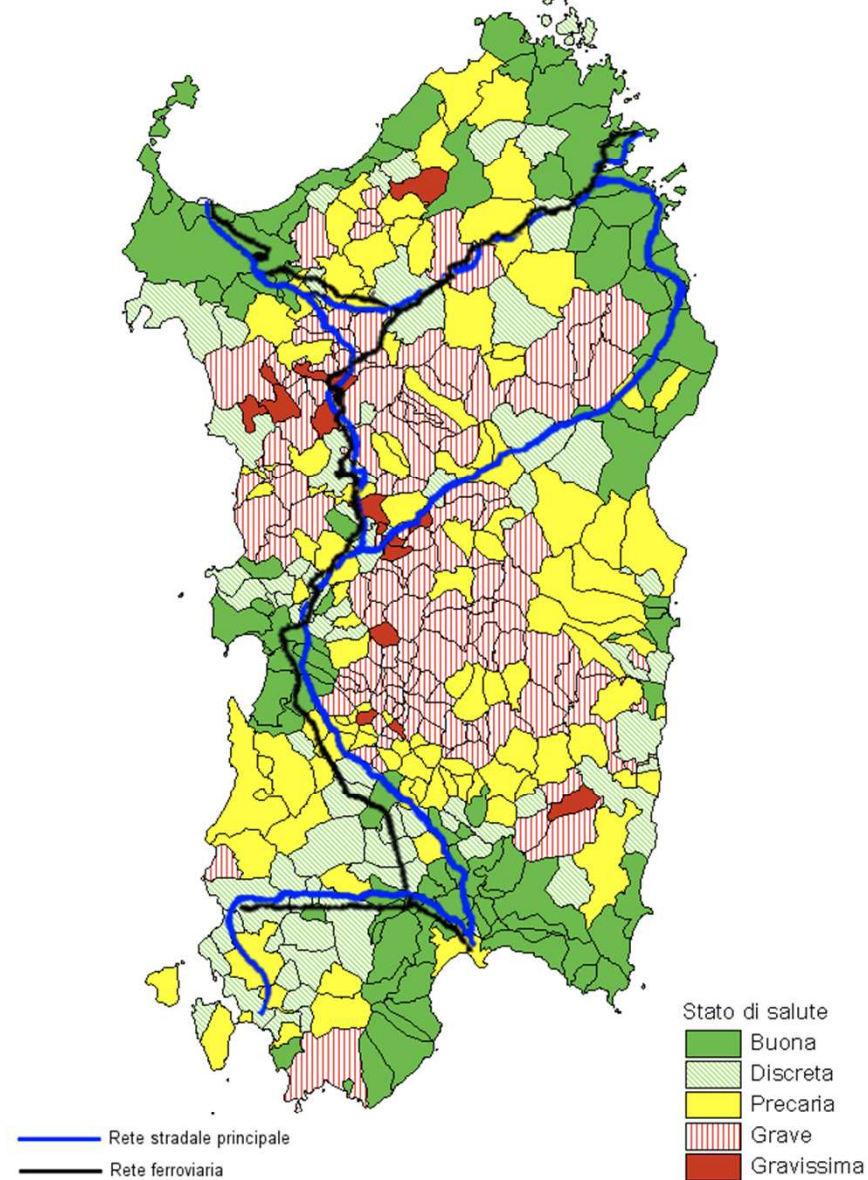 Stato di salute
Buona
Discreta
Precaria
Grave
Gravissima
Rete stradale principale
Rete ferroviaria